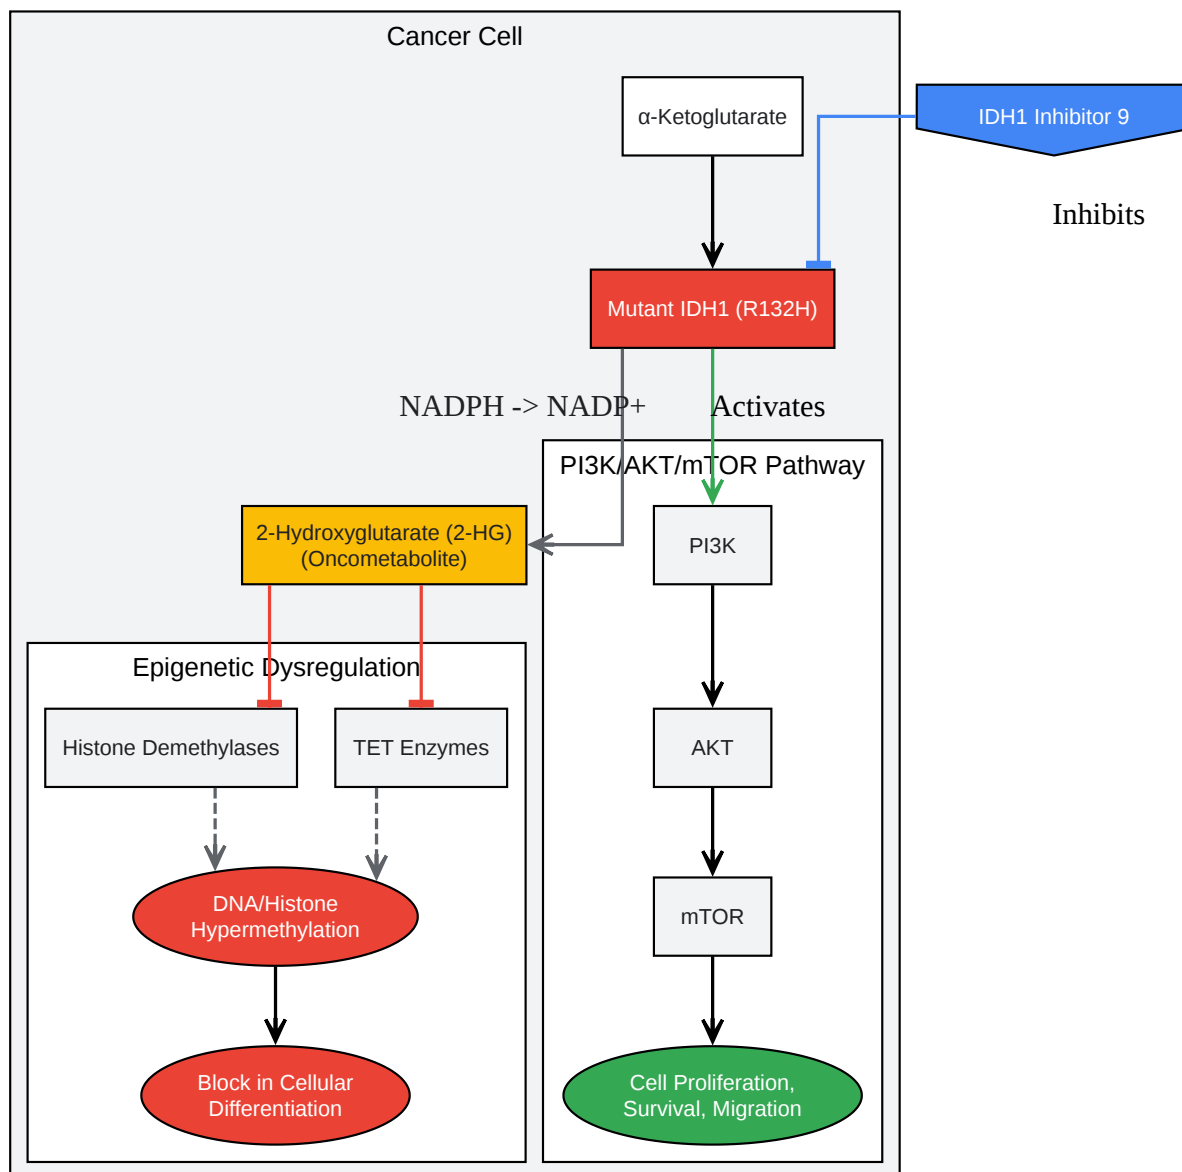 Cancer Cell
α-Ketoglutarate
IDH1 Inhibitor 9
Inhibits
Mutant IDH1 (R132H)
NADPH -> NADP+
Activates
PI3K/AKT/mTOR Pathway
2-Hydroxyglutarate (2-HG)
(Oncometabolite)
PI3K
Epigenetic Dysregulation
Histone Demethylases
TET Enzymes
AKT
DNA/Histone
Hypermethylation
mTOR
Block in Cellular
Differentiation
Cell Proliferation,
Survival, Migration